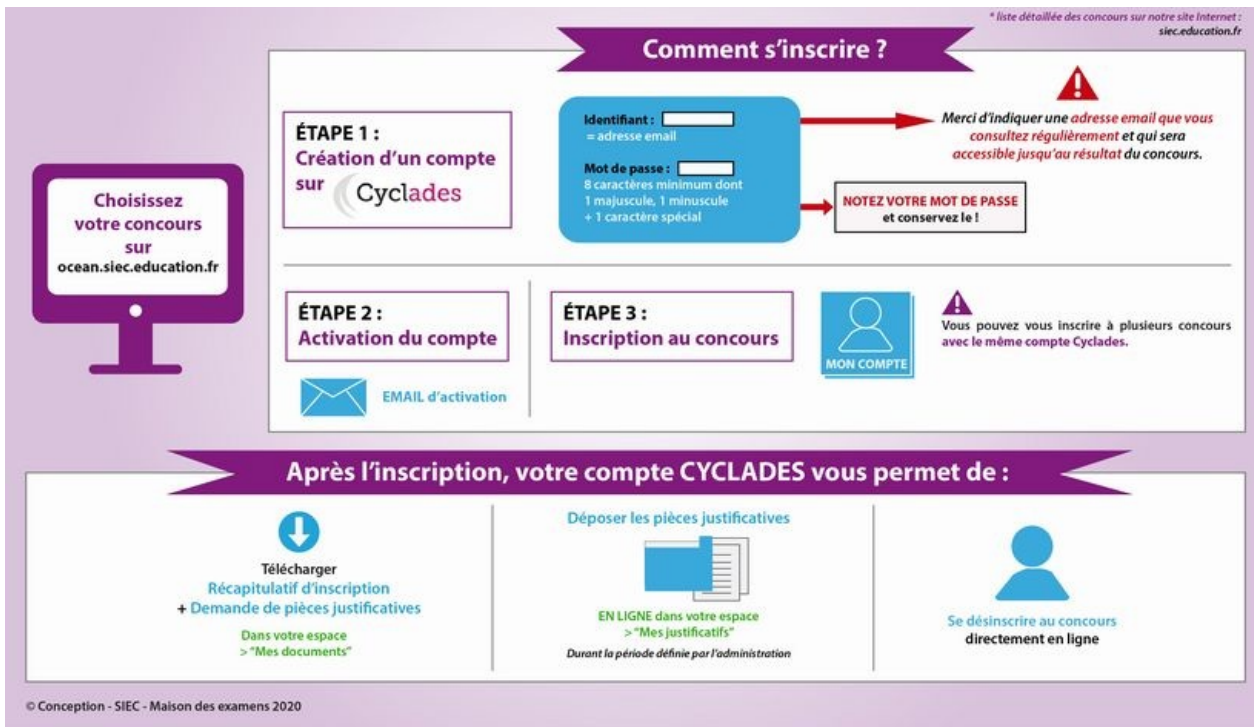 * liste détaillée des concours sur notre site Internet :
siec.education.fr
Comment s'inscrire ?
Choisissez
votre concours
sur
ocean.siec.education.fr
ÉTAPE 1 :
Création d'un compte
sur Cyclades
Identifiant :
= adresse email
Mot de passe :
8 caractères minimum dont
1 majuscule, 1 minuscule
+ 1 caractère spécial
Merci d'indiquer une adresse email que vous
consultez régulièrement et qui sera
accessible jusqu'au résultat du concours.
NOTEZ VOTRE MOT DE PASSE
et conservez le !
ÉTAPE 2 :
Activation du compte
EMAIL d'activation
ÉTAPE 3 :
Inscription au concours
MON COMPTE
Vous pouvez vous inscrire à plusieurs concours
avec le même compte Cyclades.
Après l'inscription, votre compte CYCLADES vous permet de :
Télécharger
Récapitulatif d'inscription
+ Demande de pièces justificatives
Dans votre espace
> "Mes documents"
Déposer les pièces justificatives
EN LIGNE dans votre espace
> "Mes justificatifs"
Durant la période définie par l'administration
Se désinscrire au concours
directement en ligne
© Conception - SIEC - Maison des examens 2020